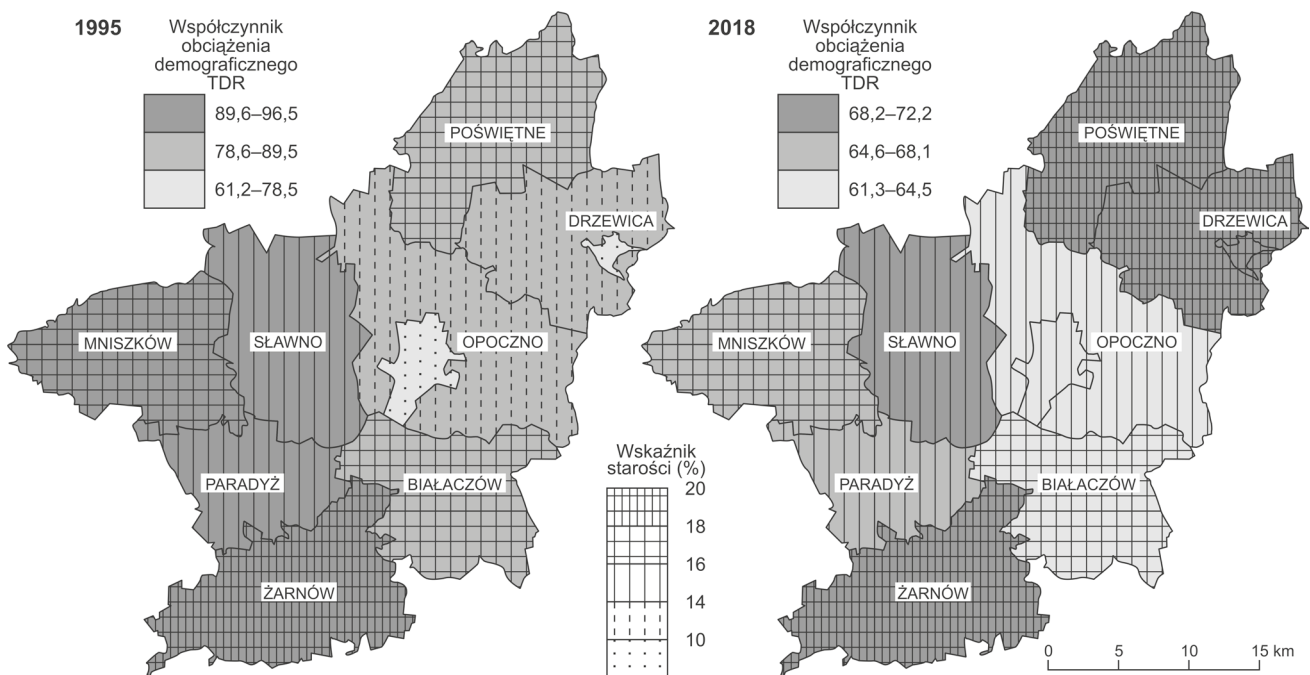 1995
Współczynnik
obciążenia
demograficznego
TDR
89,6–96,5
78,6–89,5
61,2–78,5
POŚWIĘTNE
DRZEWICA
MNISZKÓW
SŁAWNO
OPOCZNO
PARADYŻ
BIAŁACZÓW
ŻARNÓW
Wskaźnik
starości (%)
20
18
16
14
10
2018
Współczynnik
obciążenia
demograficznego
TDR
68,2–72,2
64,6–68,1
61,3–64,5
POŚWIĘTNE
DRZEWICA
MNISZKÓW
SŁAWNO
OPOCZNO
PARADYŻ
BIAŁACZÓW
ŻARNÓW
0 5 10 15 km